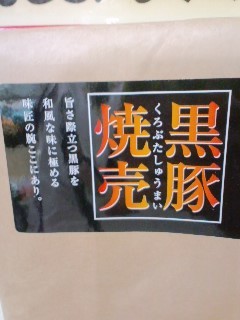 黒豚
くろぶたしゅうまい
焼売
旨さ際立つ黒豚を
和風な味に極める
味匠の腕ここにあり。